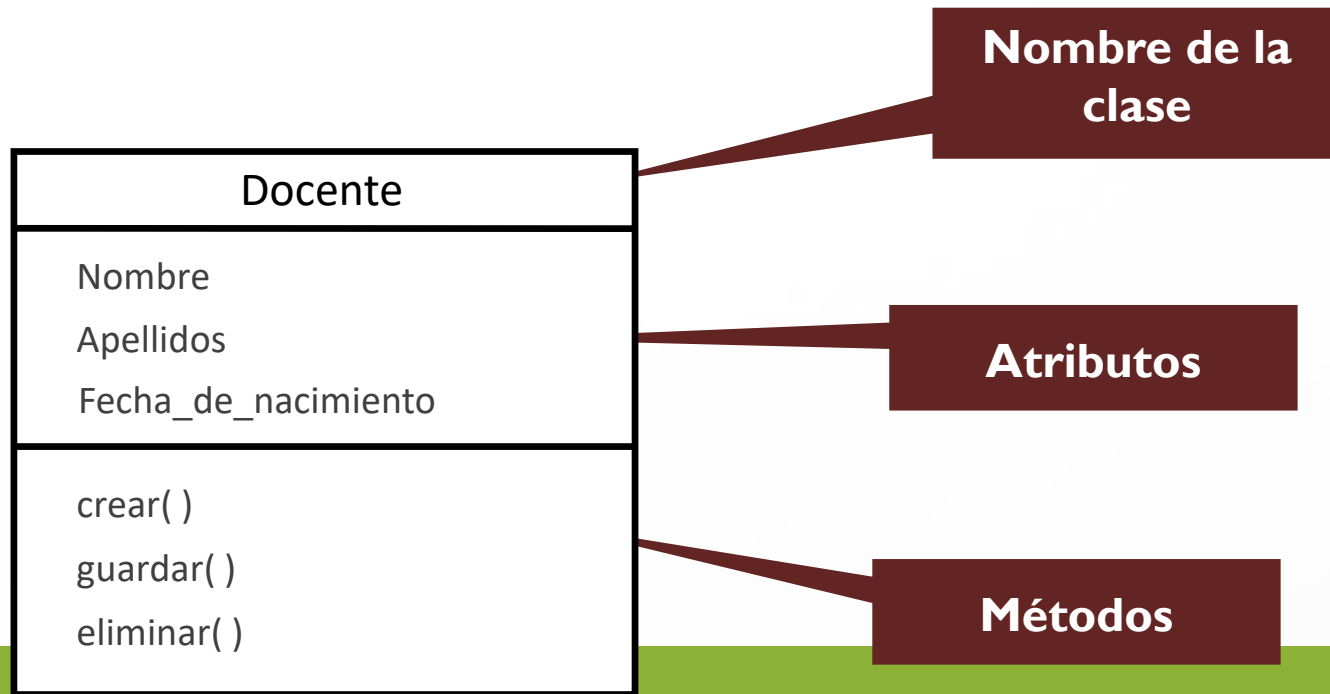 Nombre de la
clase
Docente
Nombre
Apellidos
Fecha_de_nacimiento
Atributos
crear( )
guardar( )
eliminar( )
Métodos